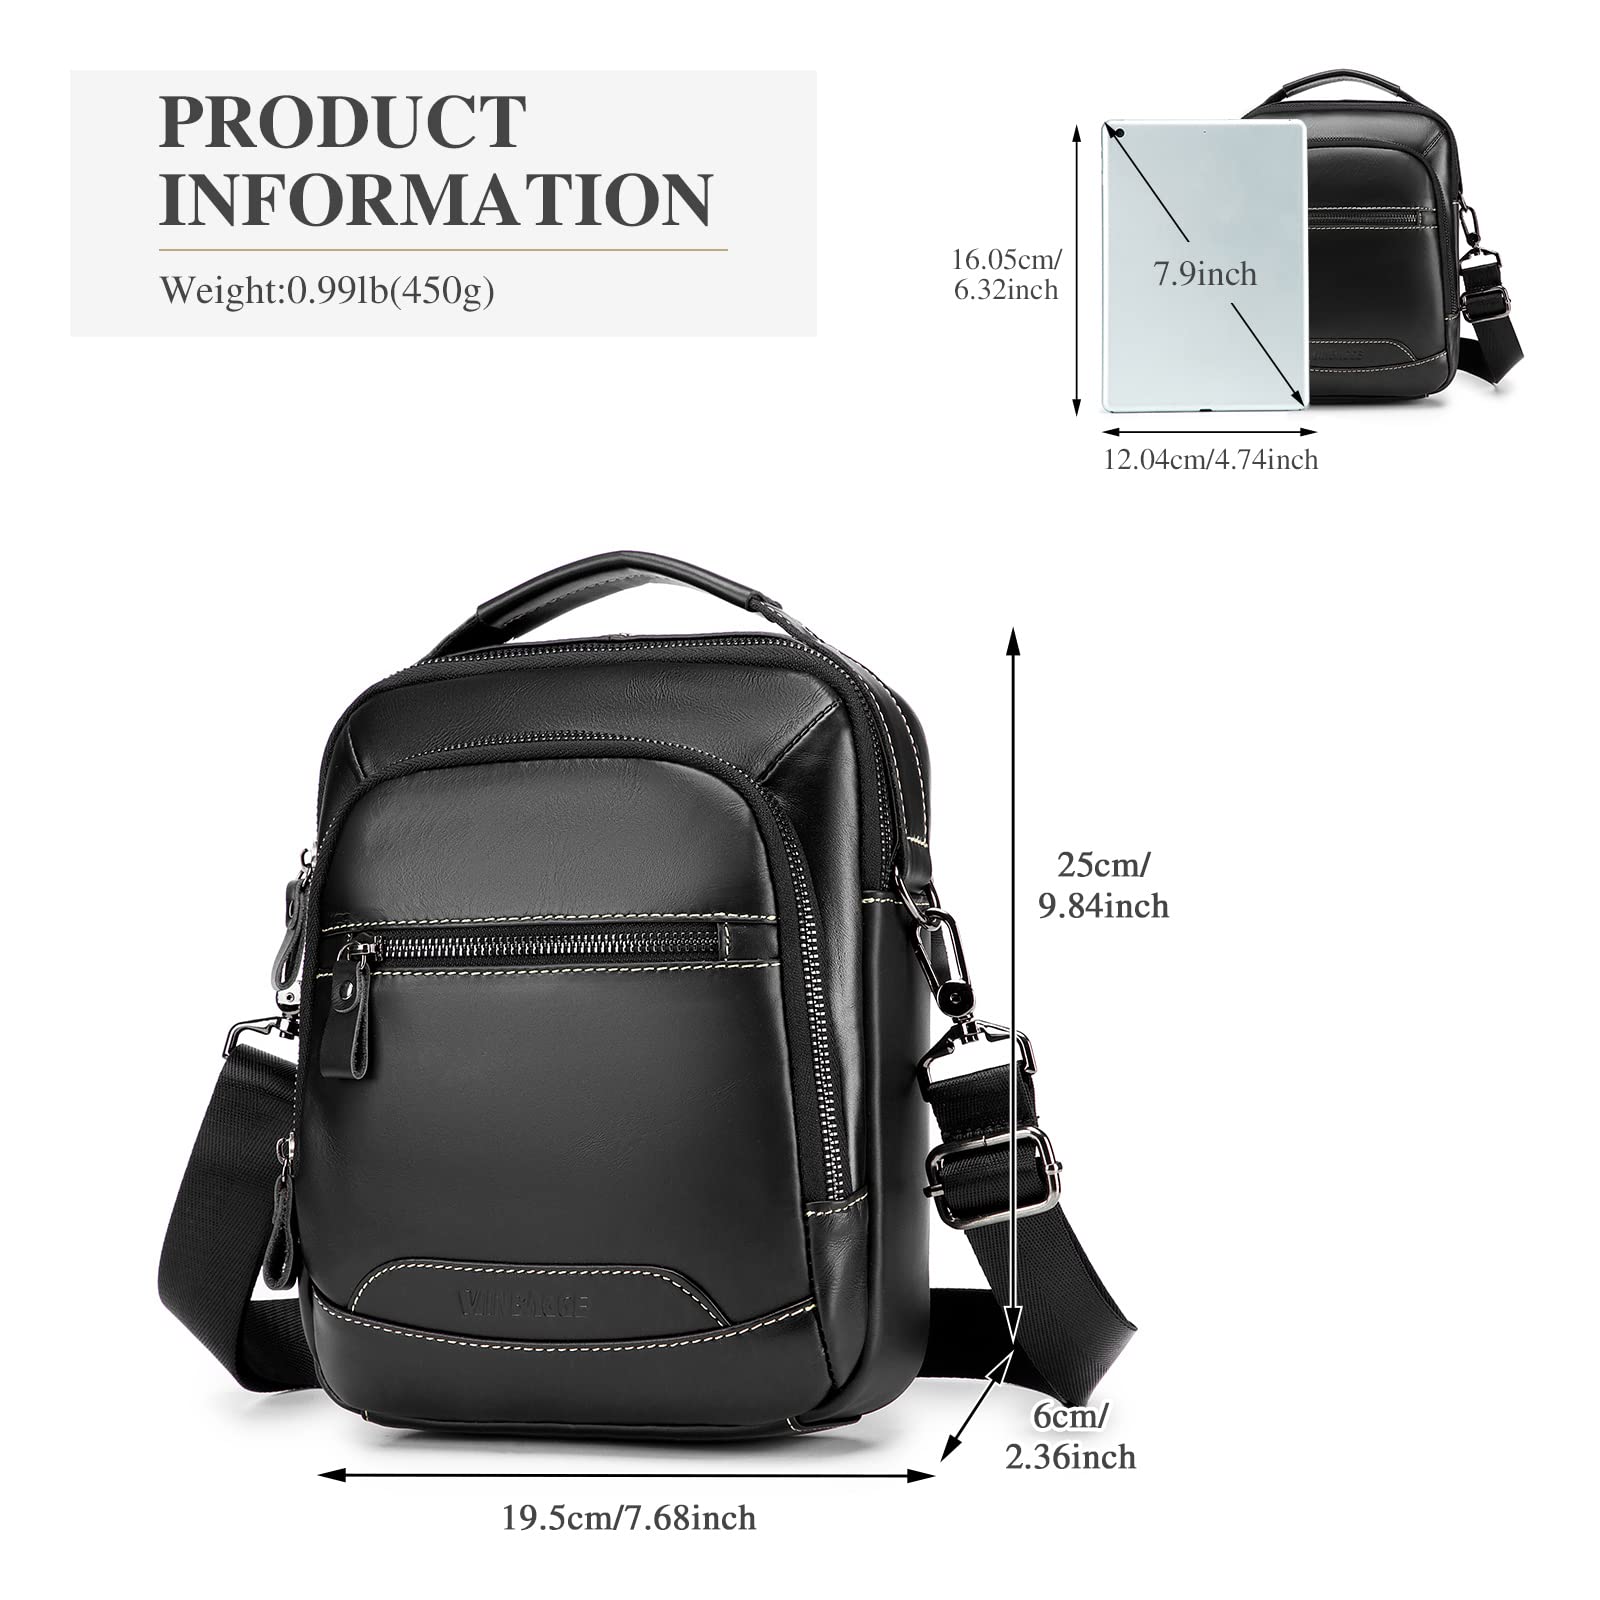 PRODUCT
INFORMATION
Weight:0.99lb(450g)
16.05cm/
6.32inch
7.9inch
12.04cm/4.74inch
25cm/
9.84inch
6cm/
2.36inch
19.5cm/7.68inch